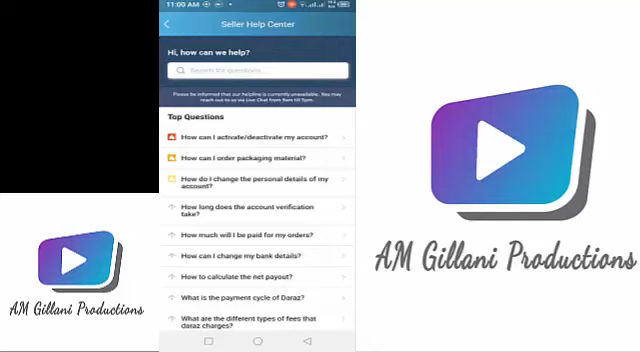 11:00 AM
Seller Help Center
Hi, how can we help?
Search for questions...
Please be informed that our helpline is currently unavailable. You may
reach out to us via Live Chat from 9am till 7pm.
Top Questions
How can I activate/deactivate my account?
How can I order packaging material?
How do I change the personal details of my
account?
How long does the account verification
take?
How much will I be paid for my orders?
How can I change my bank details?
How to calculate the net payout?
What is the payment cycle of Daraz?
What are the different types of fees that
daraz charges?
AM Gillani Productions
AM Gillani Productions